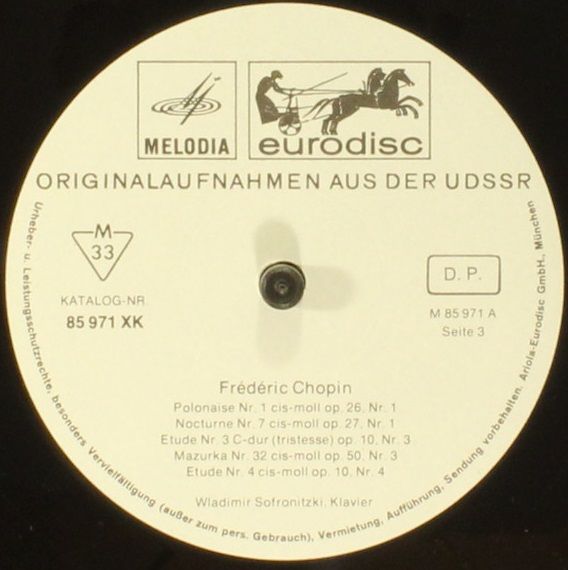 MELODIA
eurodisc
ORIGINALAUFNAHMEN AUS DER UDSSR
M
33
KATALOG-NR.
85 971 XK
D. P.
M 85 971 A
Seite 3
Frédéric Chopin
Polonaise Nr. 1 cis-moll op. 26, Nr. 1
Nocturne Nr. 7 cis-moll op. 27, Nr. 1
Etude Nr. 3 C-dur (tristesse) op. 10, Nr. 3
Mazurka Nr. 32 cis-moll op. 50, Nr. 3
Etude Nr. 4 cis-moll op. 10, Nr. 4
Wladimir Sofronitzki, Klavier
Urheber- u. Leistungsschutzrechte, besonders Vervielfältigung (außer zum pers. Gebrauch), Vermietung, Aufführung, Sendung vorbehalten. Ariola-Eurodisc GmbH., München